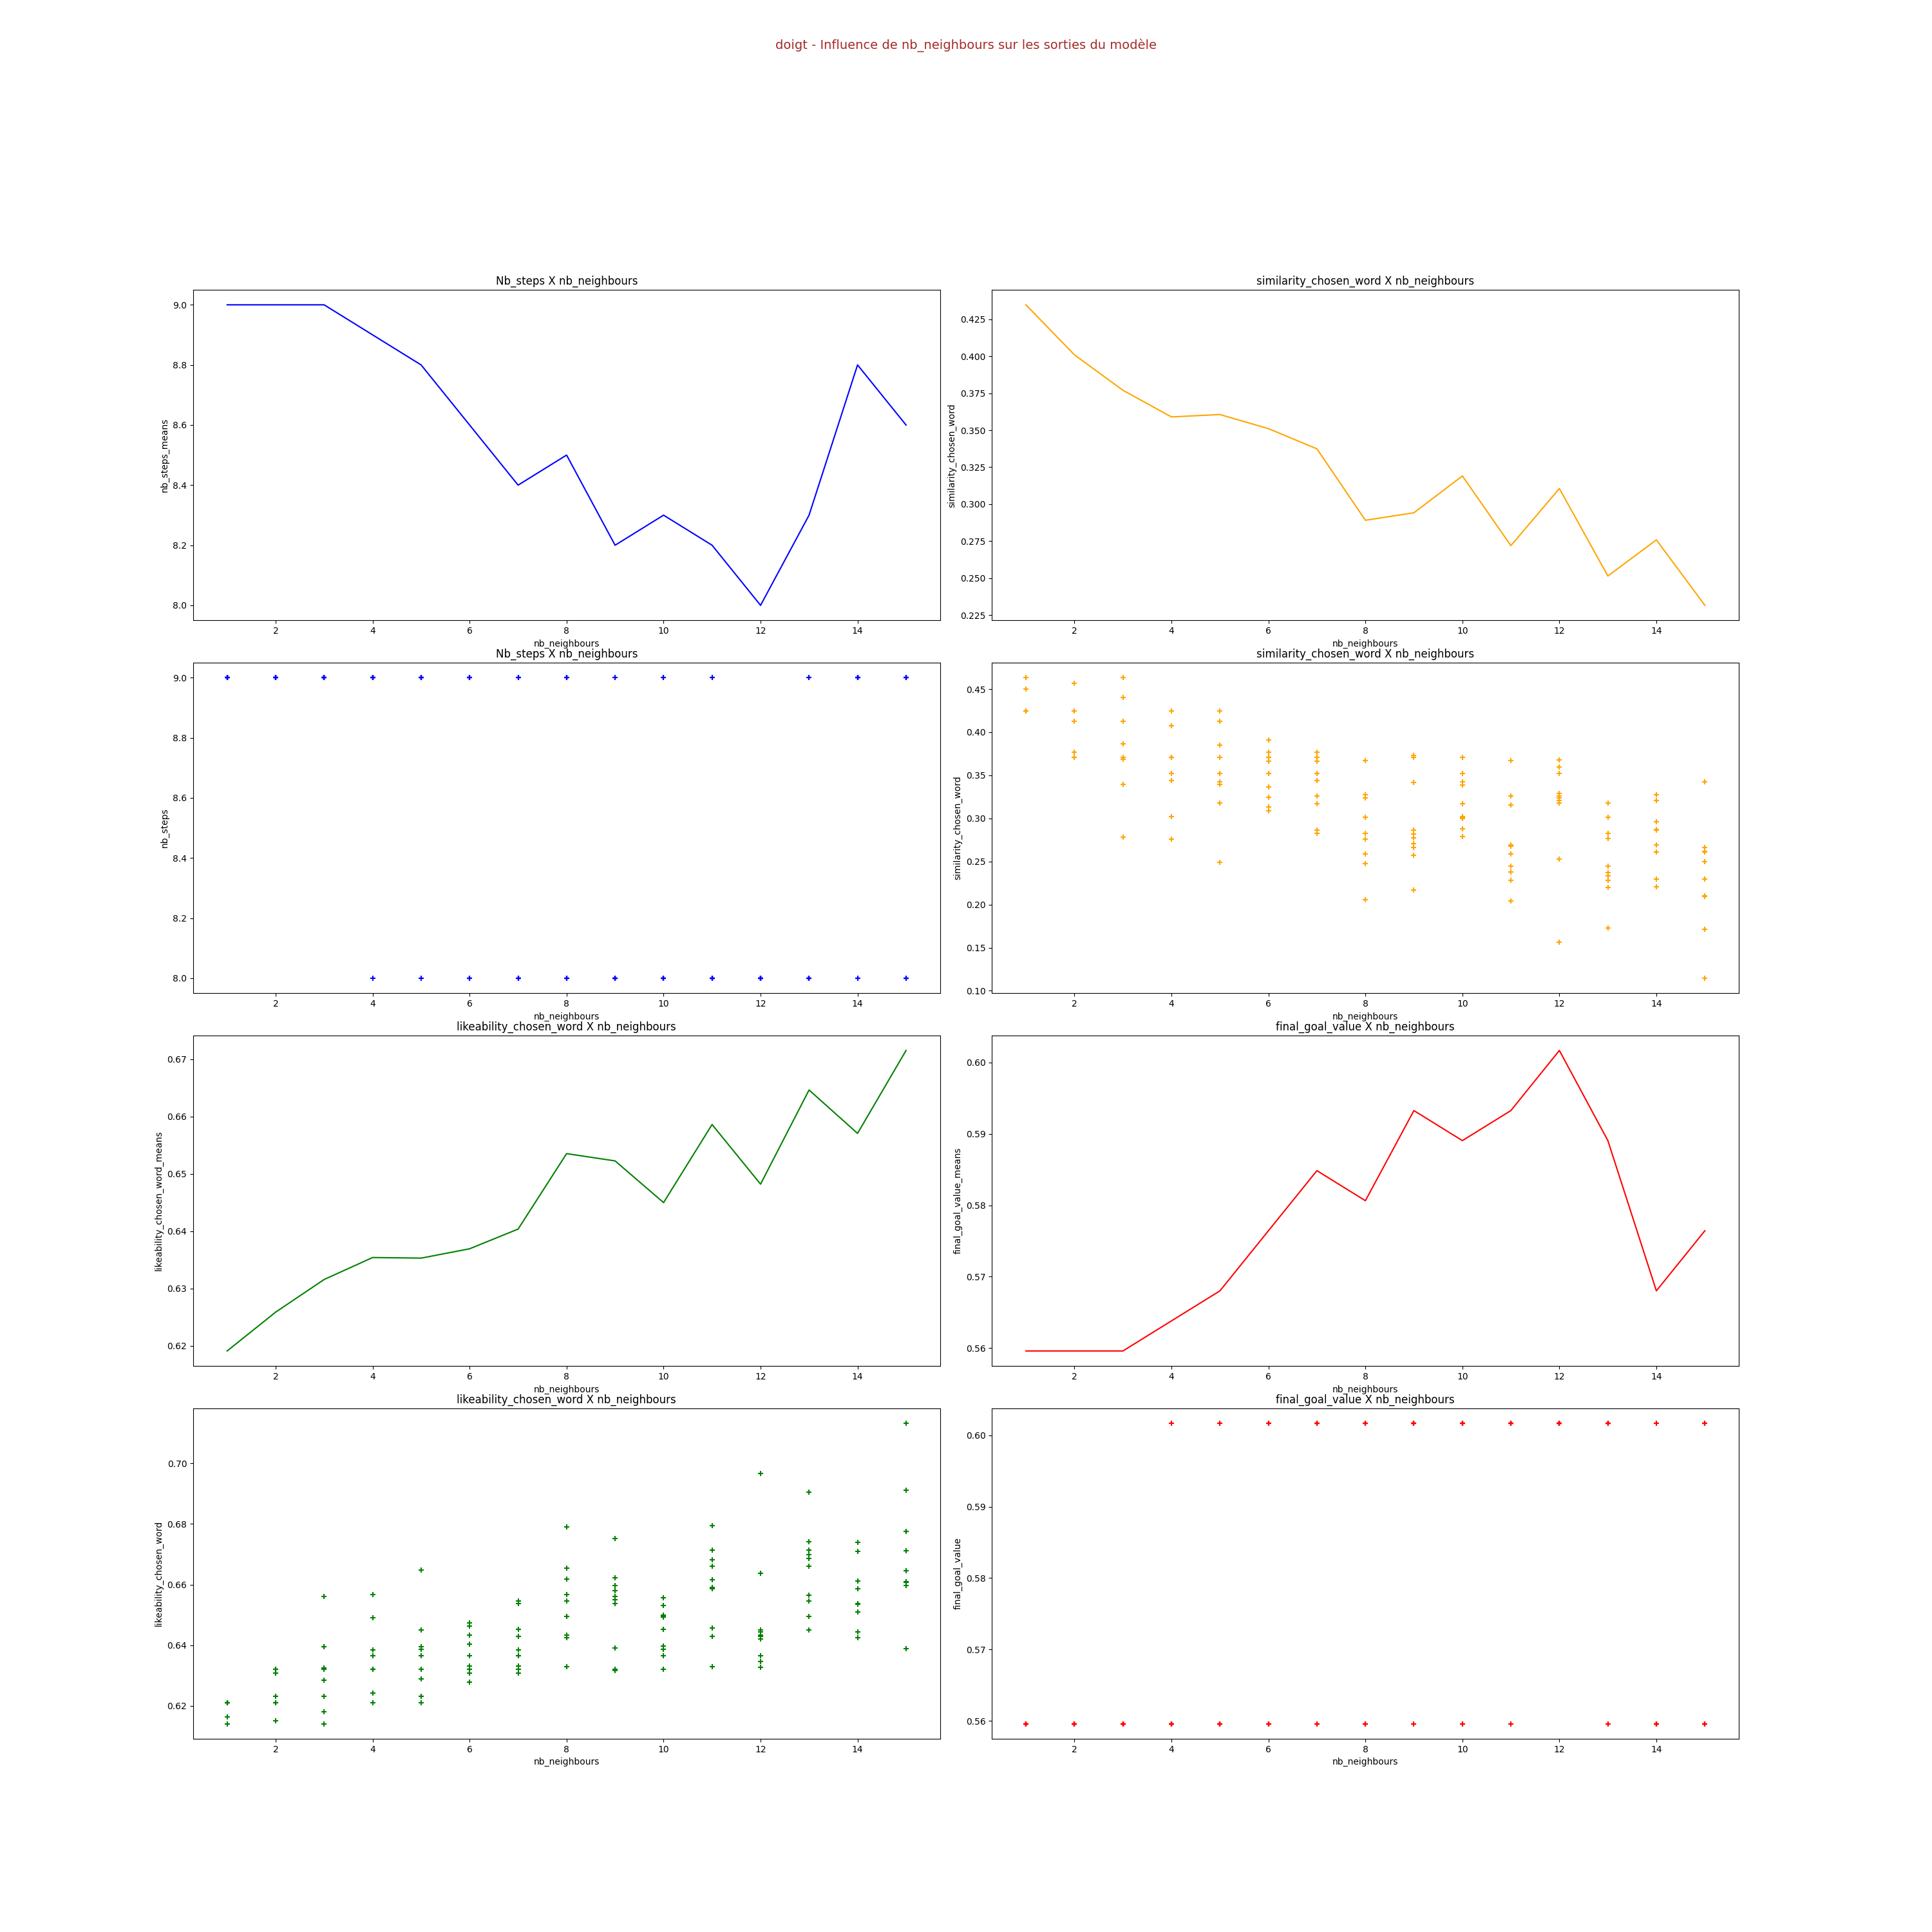 doigt - Influence de nb_neighbours sur les sorties du modèle
Nb_steps X nb_neighbours
9.0
8.8
8.6
8.4
8.2
8.0
nb_steps_means
2 4 6 8 10 12 14
nb_neighbours
similarity_chosen_word X nb_neighbours
0.425
0.400
0.375
0.350
0.325
0.300
0.275
0.250
0.225
similarity_chosen_word
2 4 6 8 10 12 14
nb_neighbours
Nb_steps X nb_neighbours
9.0
8.8
8.6
8.4
8.2
8.0
nb_steps
2 4 6 8 10 12 14
nb_neighbours
similarity_chosen_word X nb_neighbours
0.45
0.40
0.35
0.30
0.25
0.20
0.15
0.10
similarity_chosen_word
2 4 6 8 10 12 14
nb_neighbours
likeability_chosen_word X nb_neighbours
0.67
0.66
0.65
0.64
0.63
0.62
likeability_chosen_word_means
2 4 6 8 10 12 14
nb_neighbours
final_goal_value X nb_neighbours
0.60
0.59
0.58
0.57
0.56
final_goal_value_means
2 4 6 8 10 12 14
nb_neighbours
likeability_chosen_word X nb_neighbours
0.70
0.68
0.66
0.64
0.62
likeability_chosen_word
2 4 6 8 10 12 14
nb_neighbours
final_goal_value X nb_neighbours
0.60
0.59
0.58
0.57
0.56
final_goal_value
2 4 6 8 10 12 14
nb_neighbours